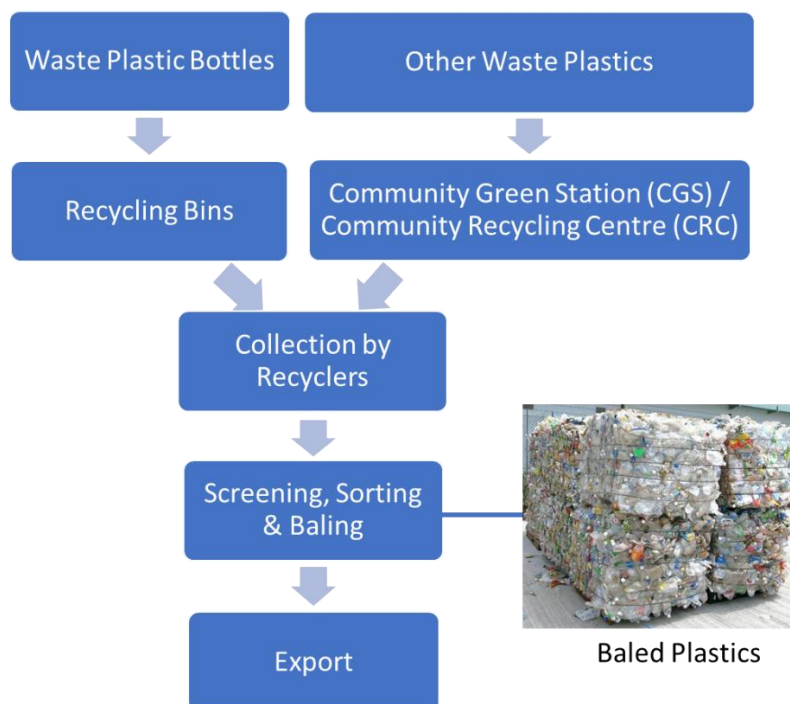 Waste Plastic Bottles
Other Waste Plastics
Recycling Bins
Community Green Station (CGS) /
Community Recycling Centre (CRC)
Collection by
Recyclers
Screening, Sorting
& Baling
Baled Plastics
Export